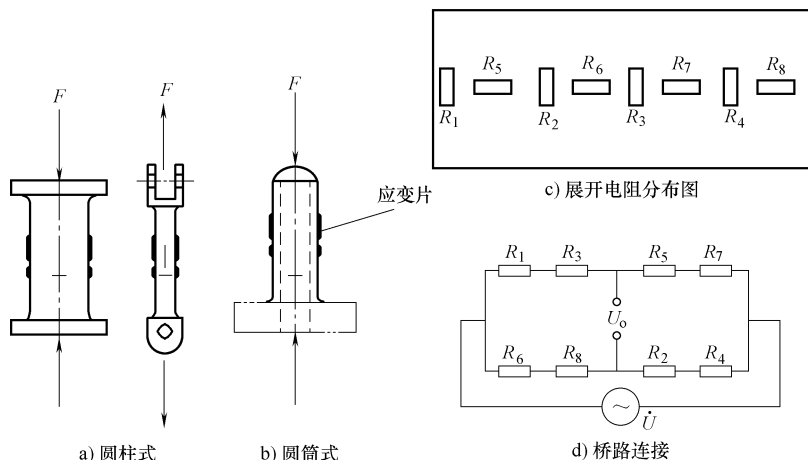 F
F
F
应变片
a) 圆柱式
b) 圆筒式
R5 R6 R7 R8
R1 R2 R3 R4
c) 展开电阻分布图
R1 R3 R5 R7
Uo
R6 R8 R2 R4
~
U̇
d) 桥路连接